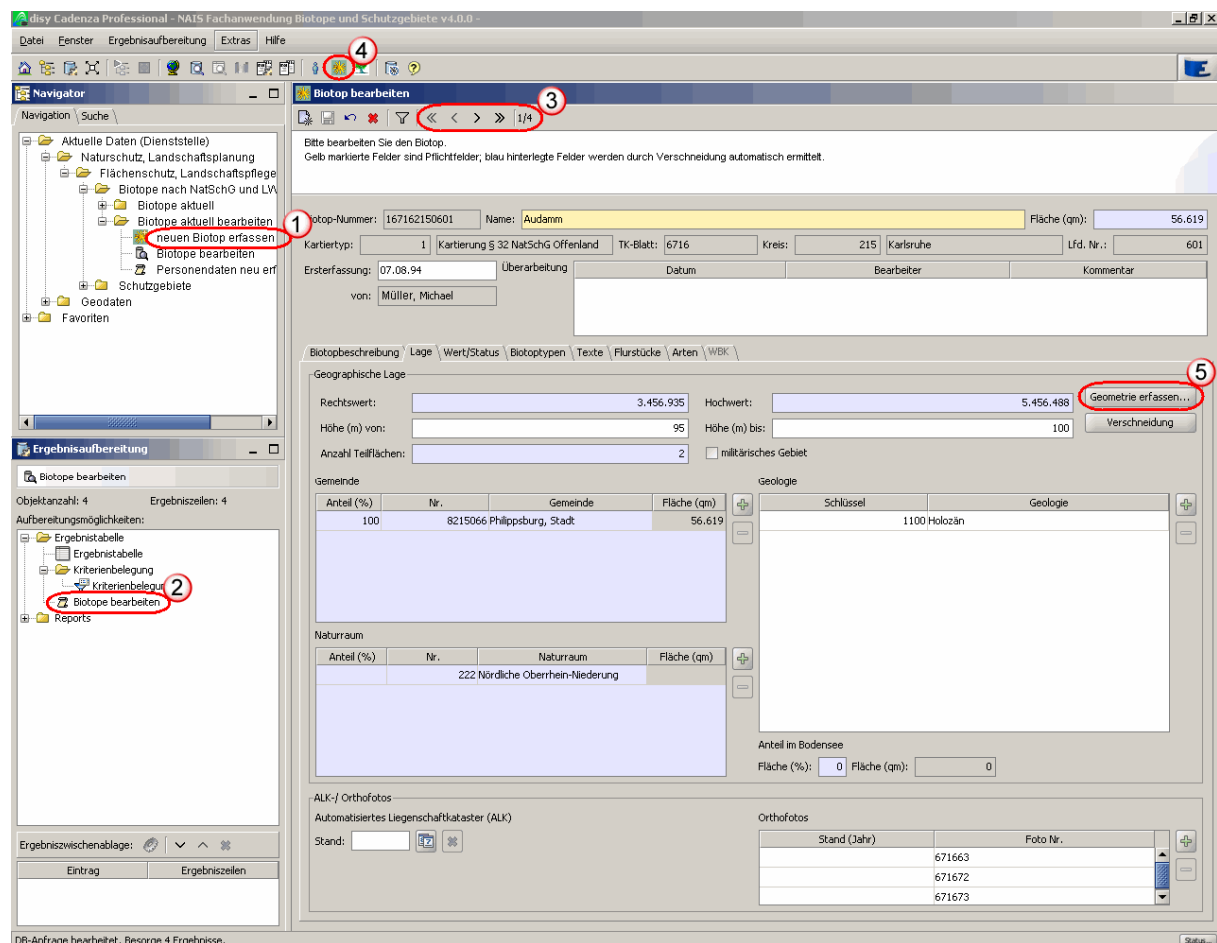 disy Cadenza Professional - NAIS Fachanwendung Biotope und Schutzgebiete v4.0.0 -
Datei Fenster Ergebnisaufbereitung Extras Hilfe
4
Navigator
Navigation Suche
Aktuelle Daten (Dienststelle)
Naturschutz, Landschaftsplanung
Flächenschutz, Landschaftspflege
Biotope nach NatSchG und LW
Biotope aktuell
Biotope aktuell bearbeiten
neuen Biotop erfassen
1
Biotope bearbeiten
Personendaten neu erf
Schutzgebiete
Geodaten
Favoriten
Ergebnisaufbereitung
Biotope bearbeiten
Objektanzahl: 4 Ergebniszeilen: 4
Aufbereitungsmöglichkeiten:
Ergebnistabelle
Ergebnistabelle
Kriterienbelegung
Kriterienbelegun
2
Biotope bearbeiten
Reports
Ergebniszwischenablage:
Eintrag Ergebniszeilen
Biotop bearbeiten
3
1/4
Bitte bearbeiten Sie den Biotop.
Gelb markierte Felder sind Pflichtfelder; blau hinterlegte Felder werden durch Verschneidung automatisch ermittelt.
Biotop-Nummer: 167162150601 Name: Audamm Fläche (qm): 56.619
Kartiertyp: 1 Kartierung § 32 NatSchG Offenland TK-Blatt: 6716 Kreis: 215 Karlsruhe Lfd. Nr.: 601
Ersterfassung: 07.08.94 Überarbeitung Datum Bearbeiter Kommentar
von: Müller, Michael
Biotopbeschreibung Lage Wert/Status Biotoptypen Texte Flurstücke Arten WBK
Geographische Lage
5
Rechtswert: 3.456.935 Hochwert: 5.456.488 Geometrie erfassen...
Höhe (m) von: 95 Höhe (m) bis: 100 Verschneidung
Anzahl Teilflächen: 2 militärisches Gebiet
Gemeinde Geologie
Anteil (%) Nr. Gemeinde Fläche (qm) Schlüssel Geologie
100 8215066 Philippsburg, Stadt 56.619 1100 Holozän
Naturraum
Anteil (%) Nr. Naturraum Fläche (qm)
222 Nördliche Oberrhein-Niederung
Anteil im Bodensee
Fläche (%): 0 Fläche (qm): 0
ALK-/ Orthofotos
Automatisiertes Liegenschaftkataster (ALK) Orthofotos
Stand: Stand (Jahr) Foto Nr.
671663
671672
671673
DB-Anfrage bearbeitet. Besorge 4 Ergebnisse. Status...